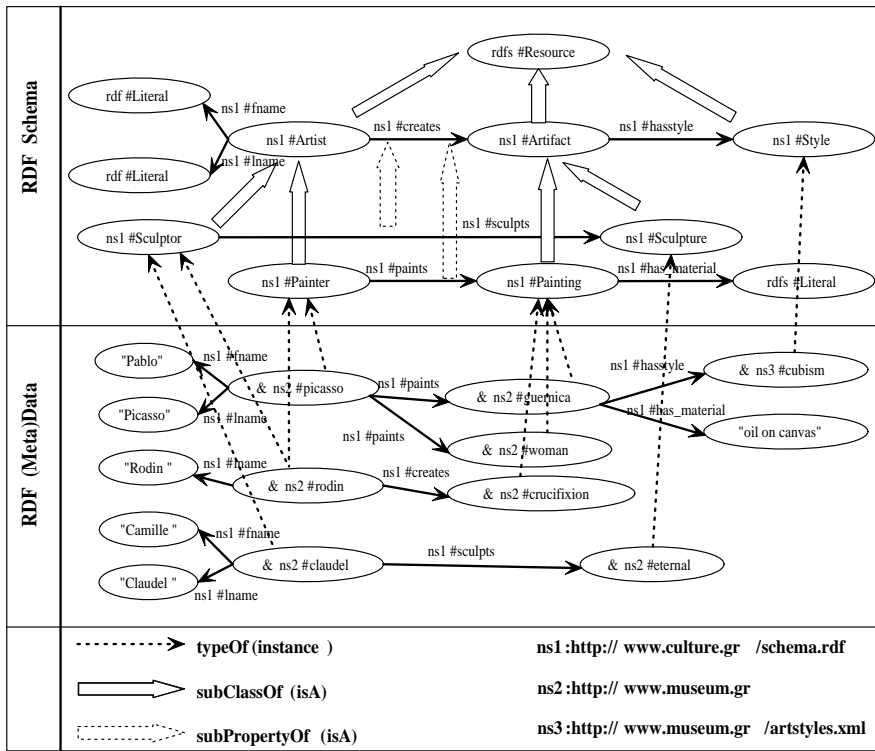 RDF Schema
rdfs #Resource
rdf #Literal
ns1 #fname
ns1 #Artist
ns1 #creates
ns1 #Artifact
ns1 #hasstyle
ns1 #Style
rdf #Literal
ns1 #lname
ns1 #Sculptor
ns1 #sculpts
ns1 #Sculpture
ns1 #Painter
ns1 #paints
ns1 #Painting
ns1 #has_material
rdfs #Literal
RDF (Meta)Data
"Pablo"
ns1 #fname
& ns2 #picasso
ns1 #paints
& ns2 #guernica
ns1 #hasstyle
& ns3 #cubism
"Picasso"
ns1 #lname
ns1 #paints
& ns2 #woman
ns1 #has_material
"oil on canvas"
"Rodin "
ns1 #lname
& ns2 #rodin
ns1 #creates
& ns2 #crucifixion
"Camille "
ns1 #fname
& ns2 #claudel
ns1 #sculpts
& ns2 #eternal
"Claudel "
ns1 #lname
typeOf (instance )
ns1:http:// www.culture.gr /schema.rdf
subClassOf (isA)
ns2:http:// www.museum.gr
subPropertyOf (isA)
ns3:http:// www.museum.gr /artstyles.xml